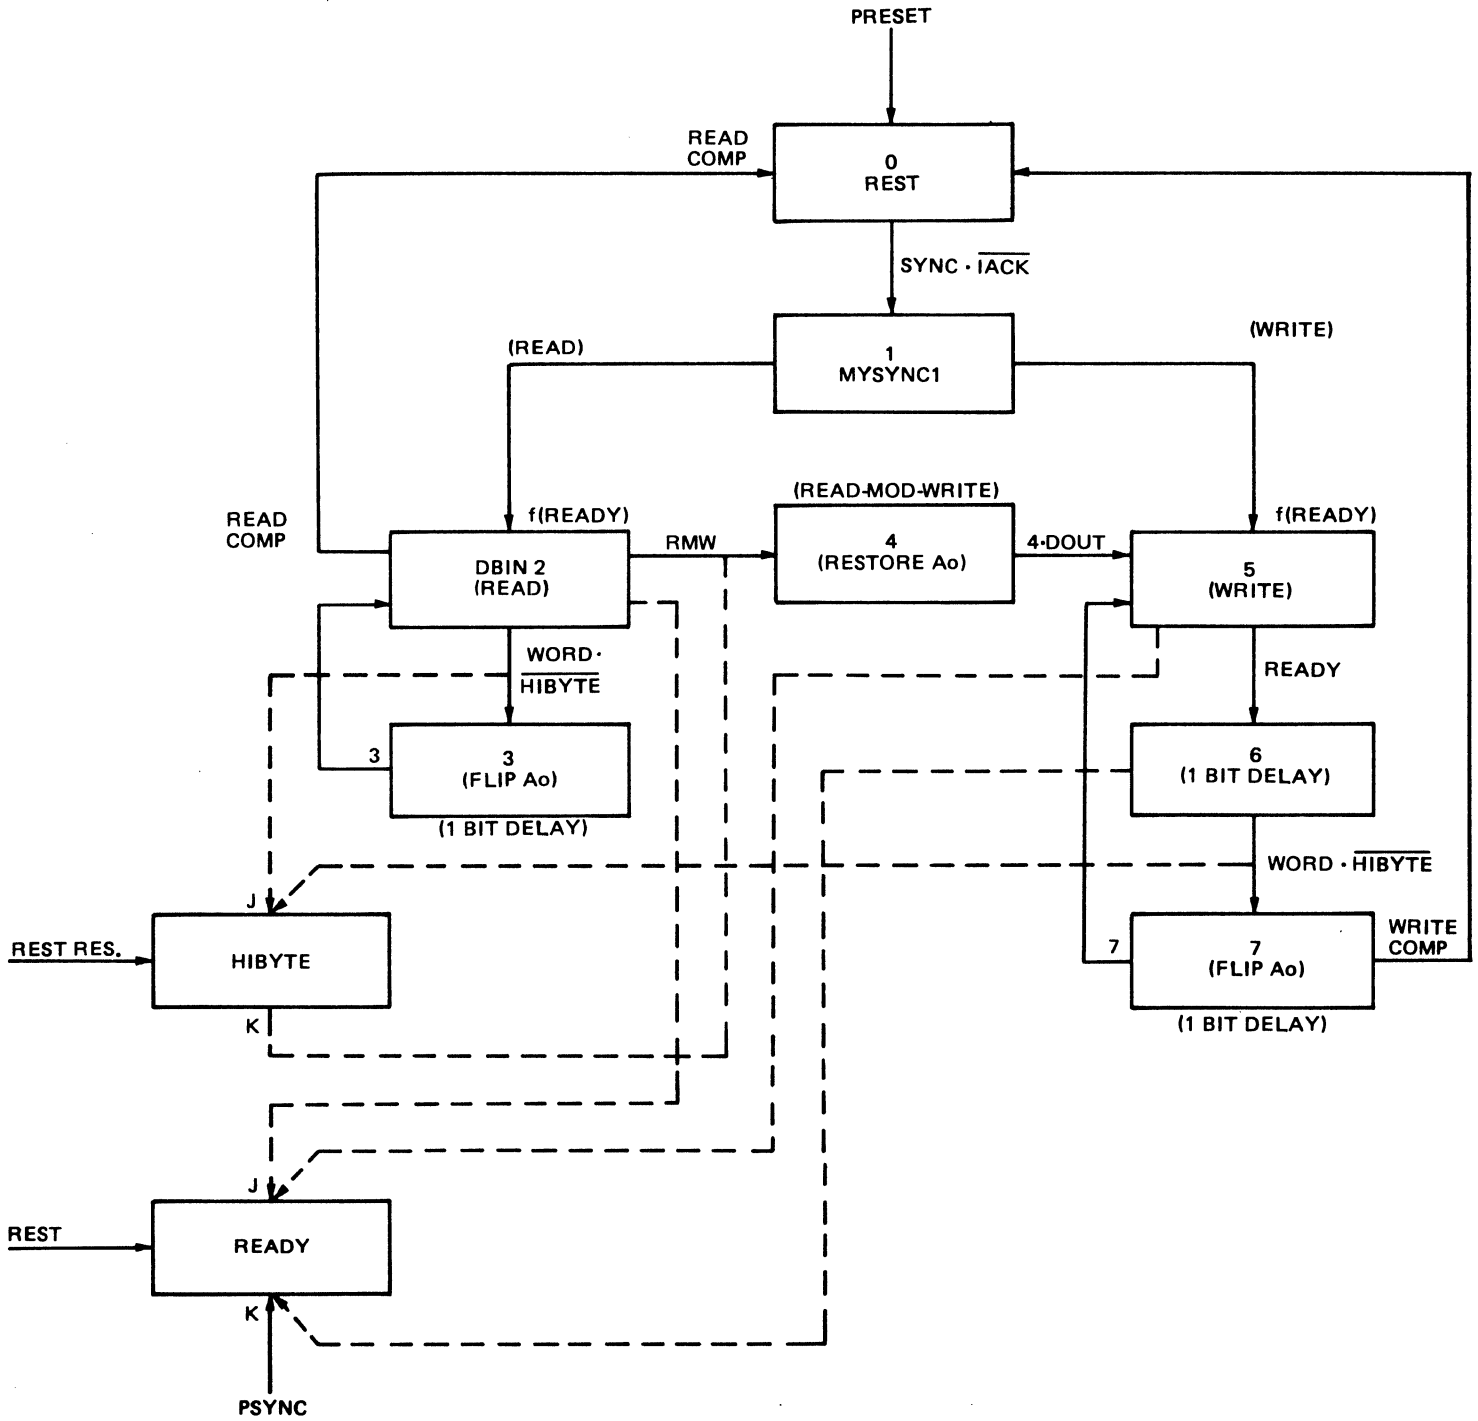 PRESET
READ
COMP
0
REST
SYNC · I̅A̅C̅K̅
(READ)
1
MYSYNC1
(WRITE)
READ
COMP
f(READY)
DBIN 2
(READ)
RMW
(READ-MOD-WRITE)
4
(RESTORE Ao)
4·DOUT
f(READY)
5
(WRITE)
WORD ·
H̅I̅B̅Y̅T̅E̅
READY
3
3
(FLIP Ao)
(1 BIT DELAY)
6
(1 BIT DELAY)
WORD · H̅I̅B̅Y̅T̅E̅
J
REST RES.
HIBYTE
K
7
7
(FLIP Ao)
WRITE
COMP
(1 BIT DELAY)
J
REST
READY
K
PSYNC